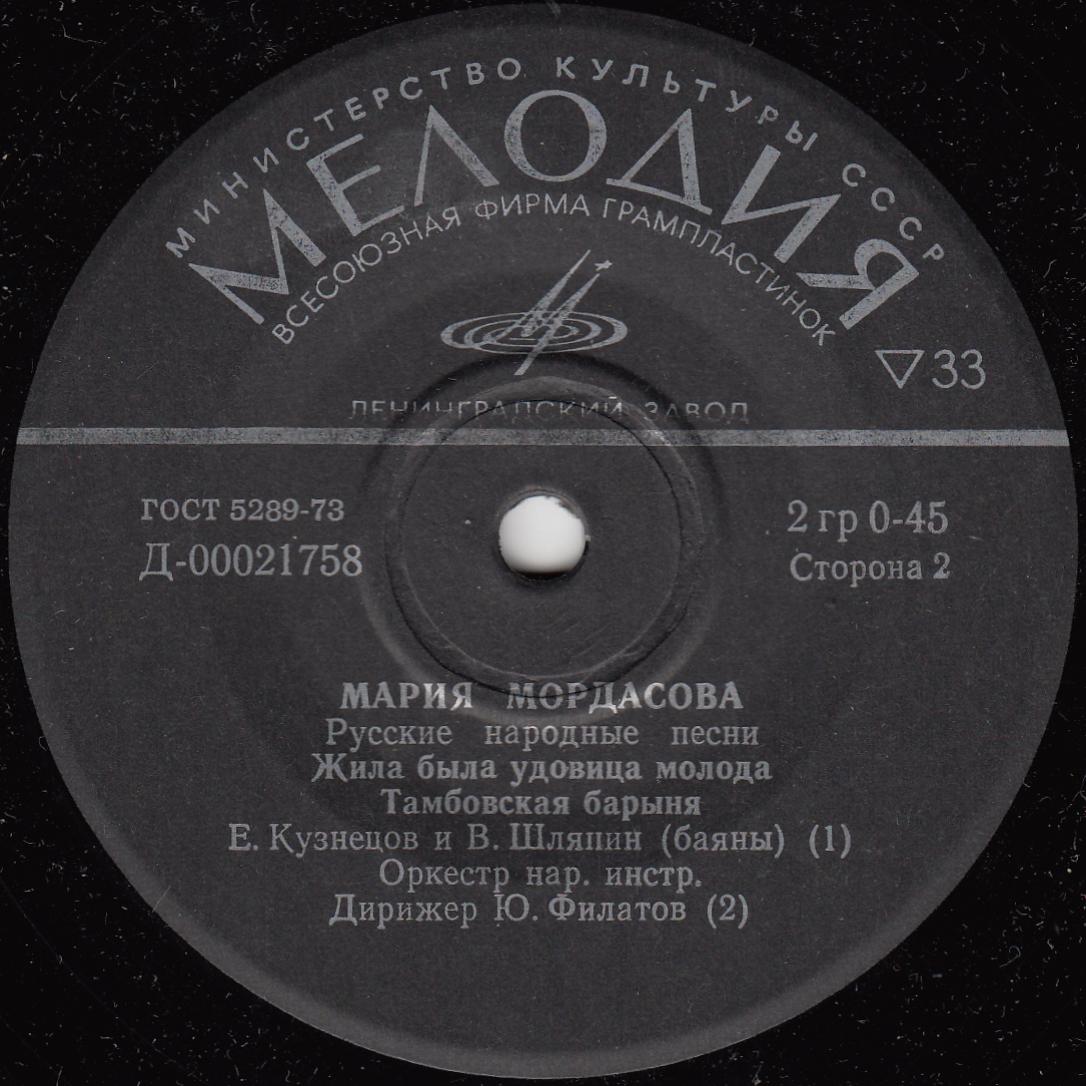 МИНИСТЕРСТВО КУЛЬТУРЫ СССР
МЕЛОДИЯ
ВСЕСОЮЗНАЯ ФИРМА ГРАМПЛАСТИНОК
33
ЛЕНИНГРАДСКИЙ ЗАВОД
ГОСТ 5289-73
Д-00021758
2 гр 0-45
Сторона 2
МАРИЯ МОРДАСОВА
Русские народные песни
Жила была удовица молода
Тамбовская барыня
Е. Кузнецов и В. Шляпин (баяны) (1)
Оркестр нар. инстр.
Дирижер Ю. Филатов (2)